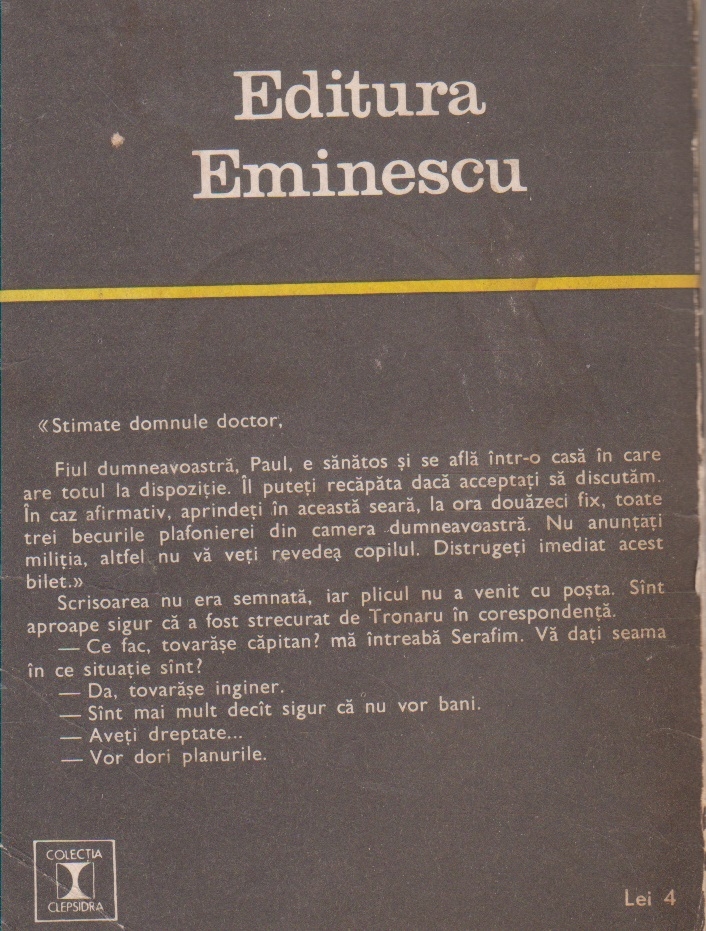 Editura
Eminescu
«Stimate domnule doctor,
Fiul dumneavoastră, Paul, e sănătos și se află într-o casă în care
are totul la dispoziție. Îl puteți recăpăta dacă acceptați să discutăm.
În caz afirmativ, aprindeți în această seară, la ora douăzeci fix, toate
trei becurile plafonierei din camera dumneavoastră. Nu anunțați
miliția, altfel nu vă veți revedea copilul. Distrugeți imediat acest
bilet.»
Scrisoarea nu era semnată, iar plicul nu a venit cu poșta. Sînt
aproape sigur că a fost strecurat de Tronaru în corespondență.
— Ce fac, tovarășe căpitan? mă întreabă Serafim. Vă dați seama
în ce situație sînt?
— Da, tovarășe inginer.
— Sînt mai mult decît sigur că nu vor bani.
— Aveți dreptate...
— Vor dori planurile.
COLECȚIA
CLEPSIDRA
Lei 4